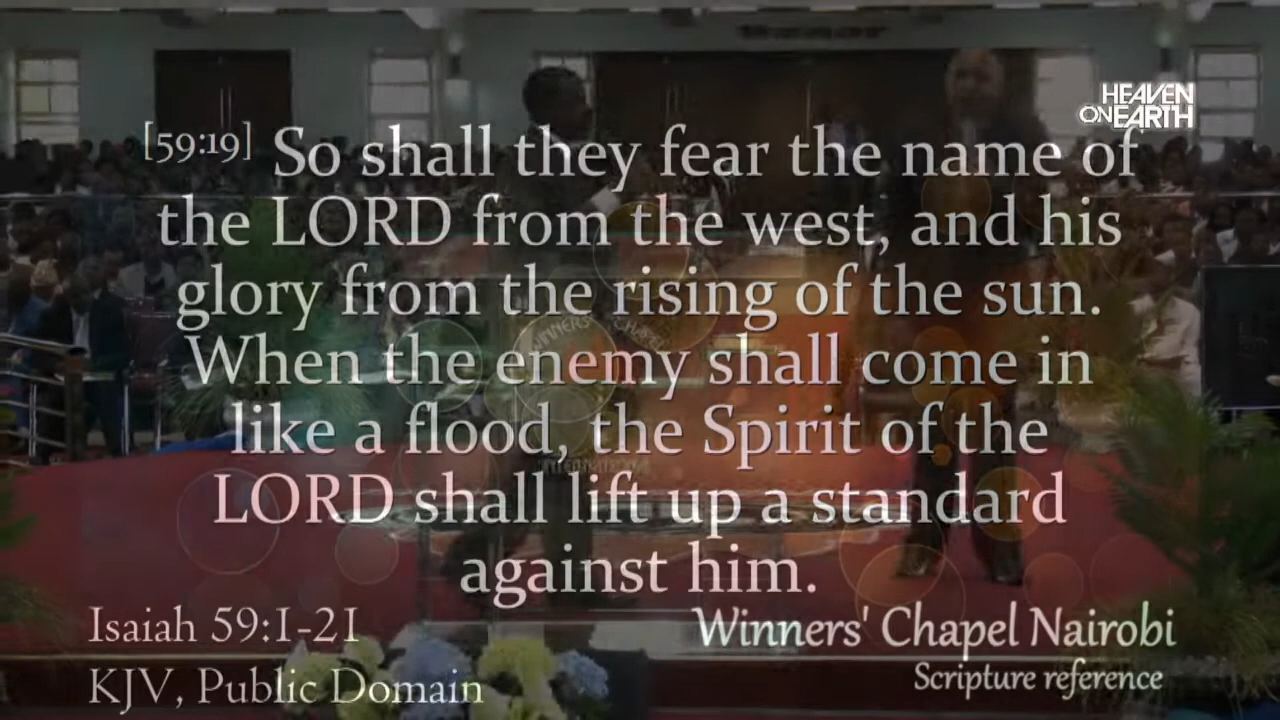 HEAVEN
ON EARTH
[59:19] So shall they fear the name of
the LORD from the west, and his
glory from the rising of the sun.
When the enemy shall come in
like a flood, the Spirit of the
LORD shall lift up a standard
against him.
WINNERS CHAPEL
INTERNATIONAL
Isaiah 59:1-21
KJV, Public Domain
Winners' Chapel Nairobi
Scripture reference